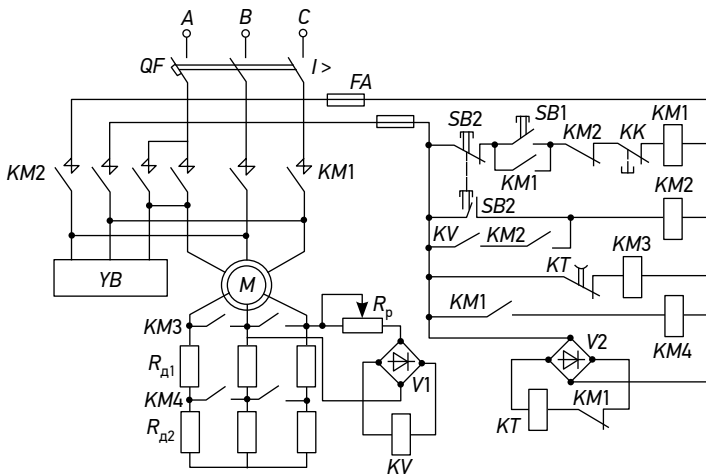 A B C
QF I >
FA
SB2 SB1 KM2 KK KM1
KM2 KM1 KM1
SB2 KM2
KV KM2
YB M KT KM3
KM3 Rр KM1
KM4
Rд1 V1 V2
KM4
Rд2 KT KM1
KV